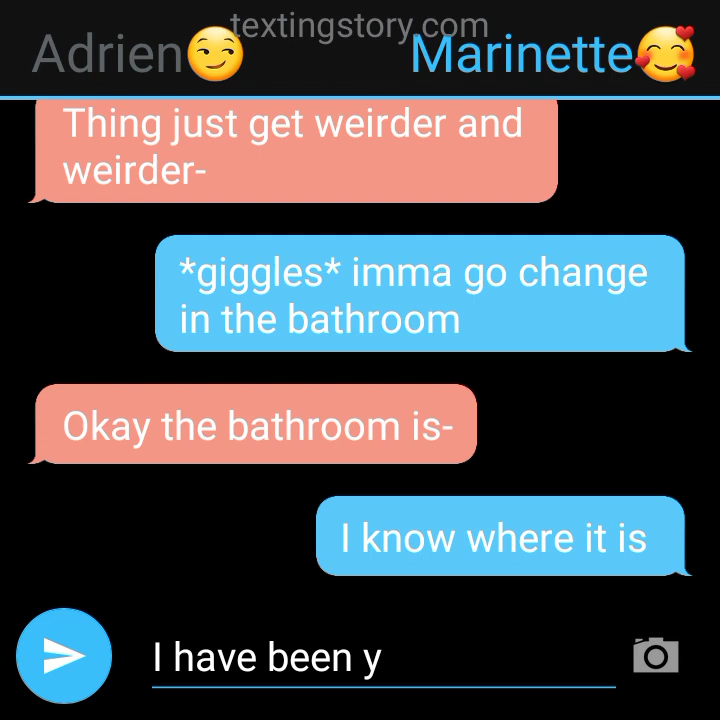 textingstory.com
Adrien😏 Marinette🥰
Thing just get weirder and
weirder-
*giggles* imma go change
in the bathroom
Okay the bathroom is-
I know where it is
I have been y